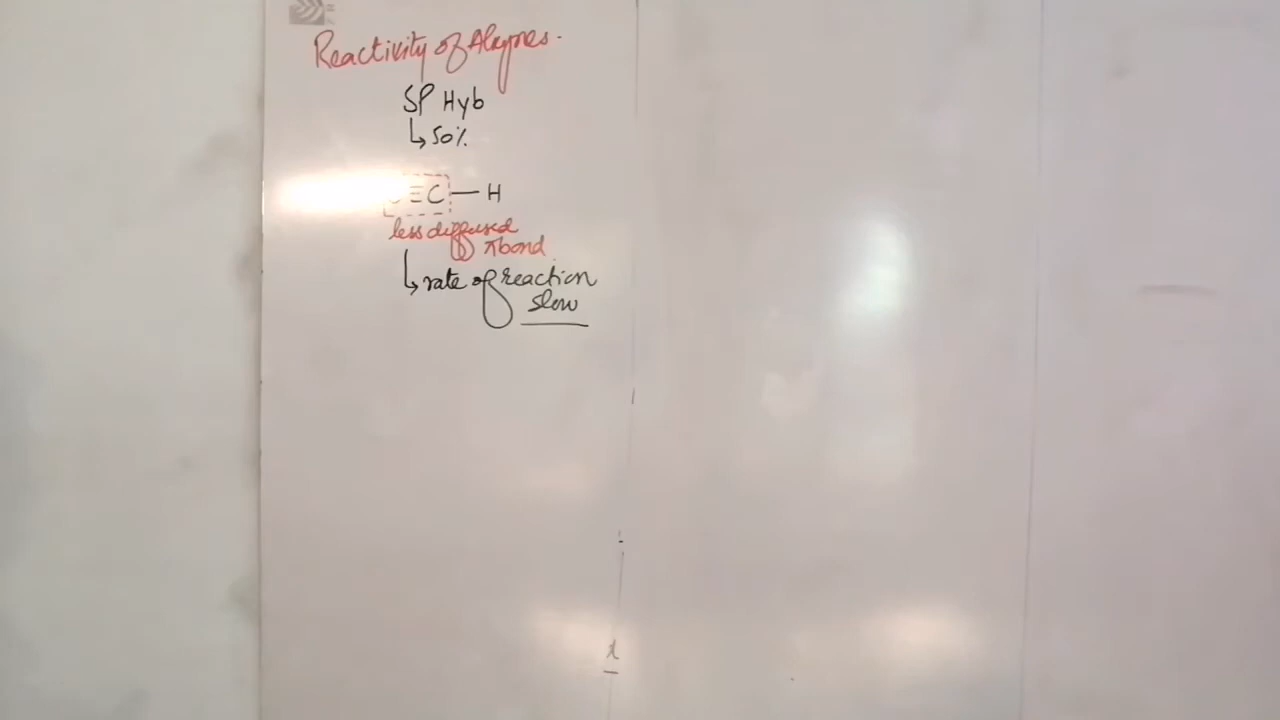 Reactivity of Alkynes.
SP Hyb
↳ 50%
≡C—H
less diffused
π bond
↳ rate of reaction
slow